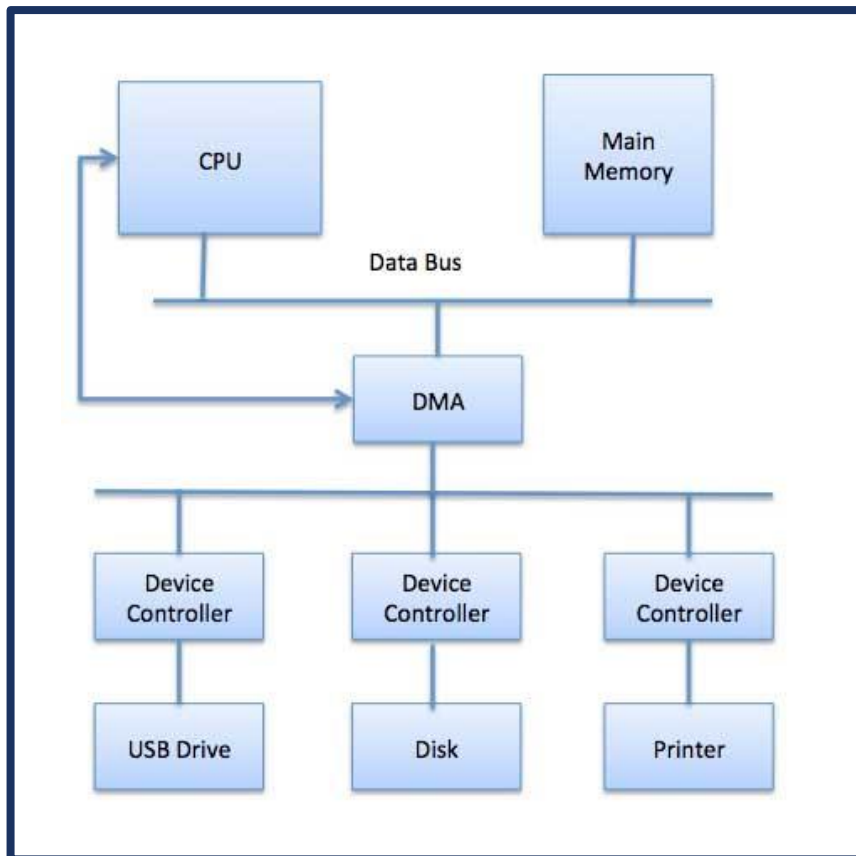 CPU
Main
Memory
Data Bus
DMA
Device
Controller
Device
Controller
Device
Controller
USB Drive
Disk
Printer